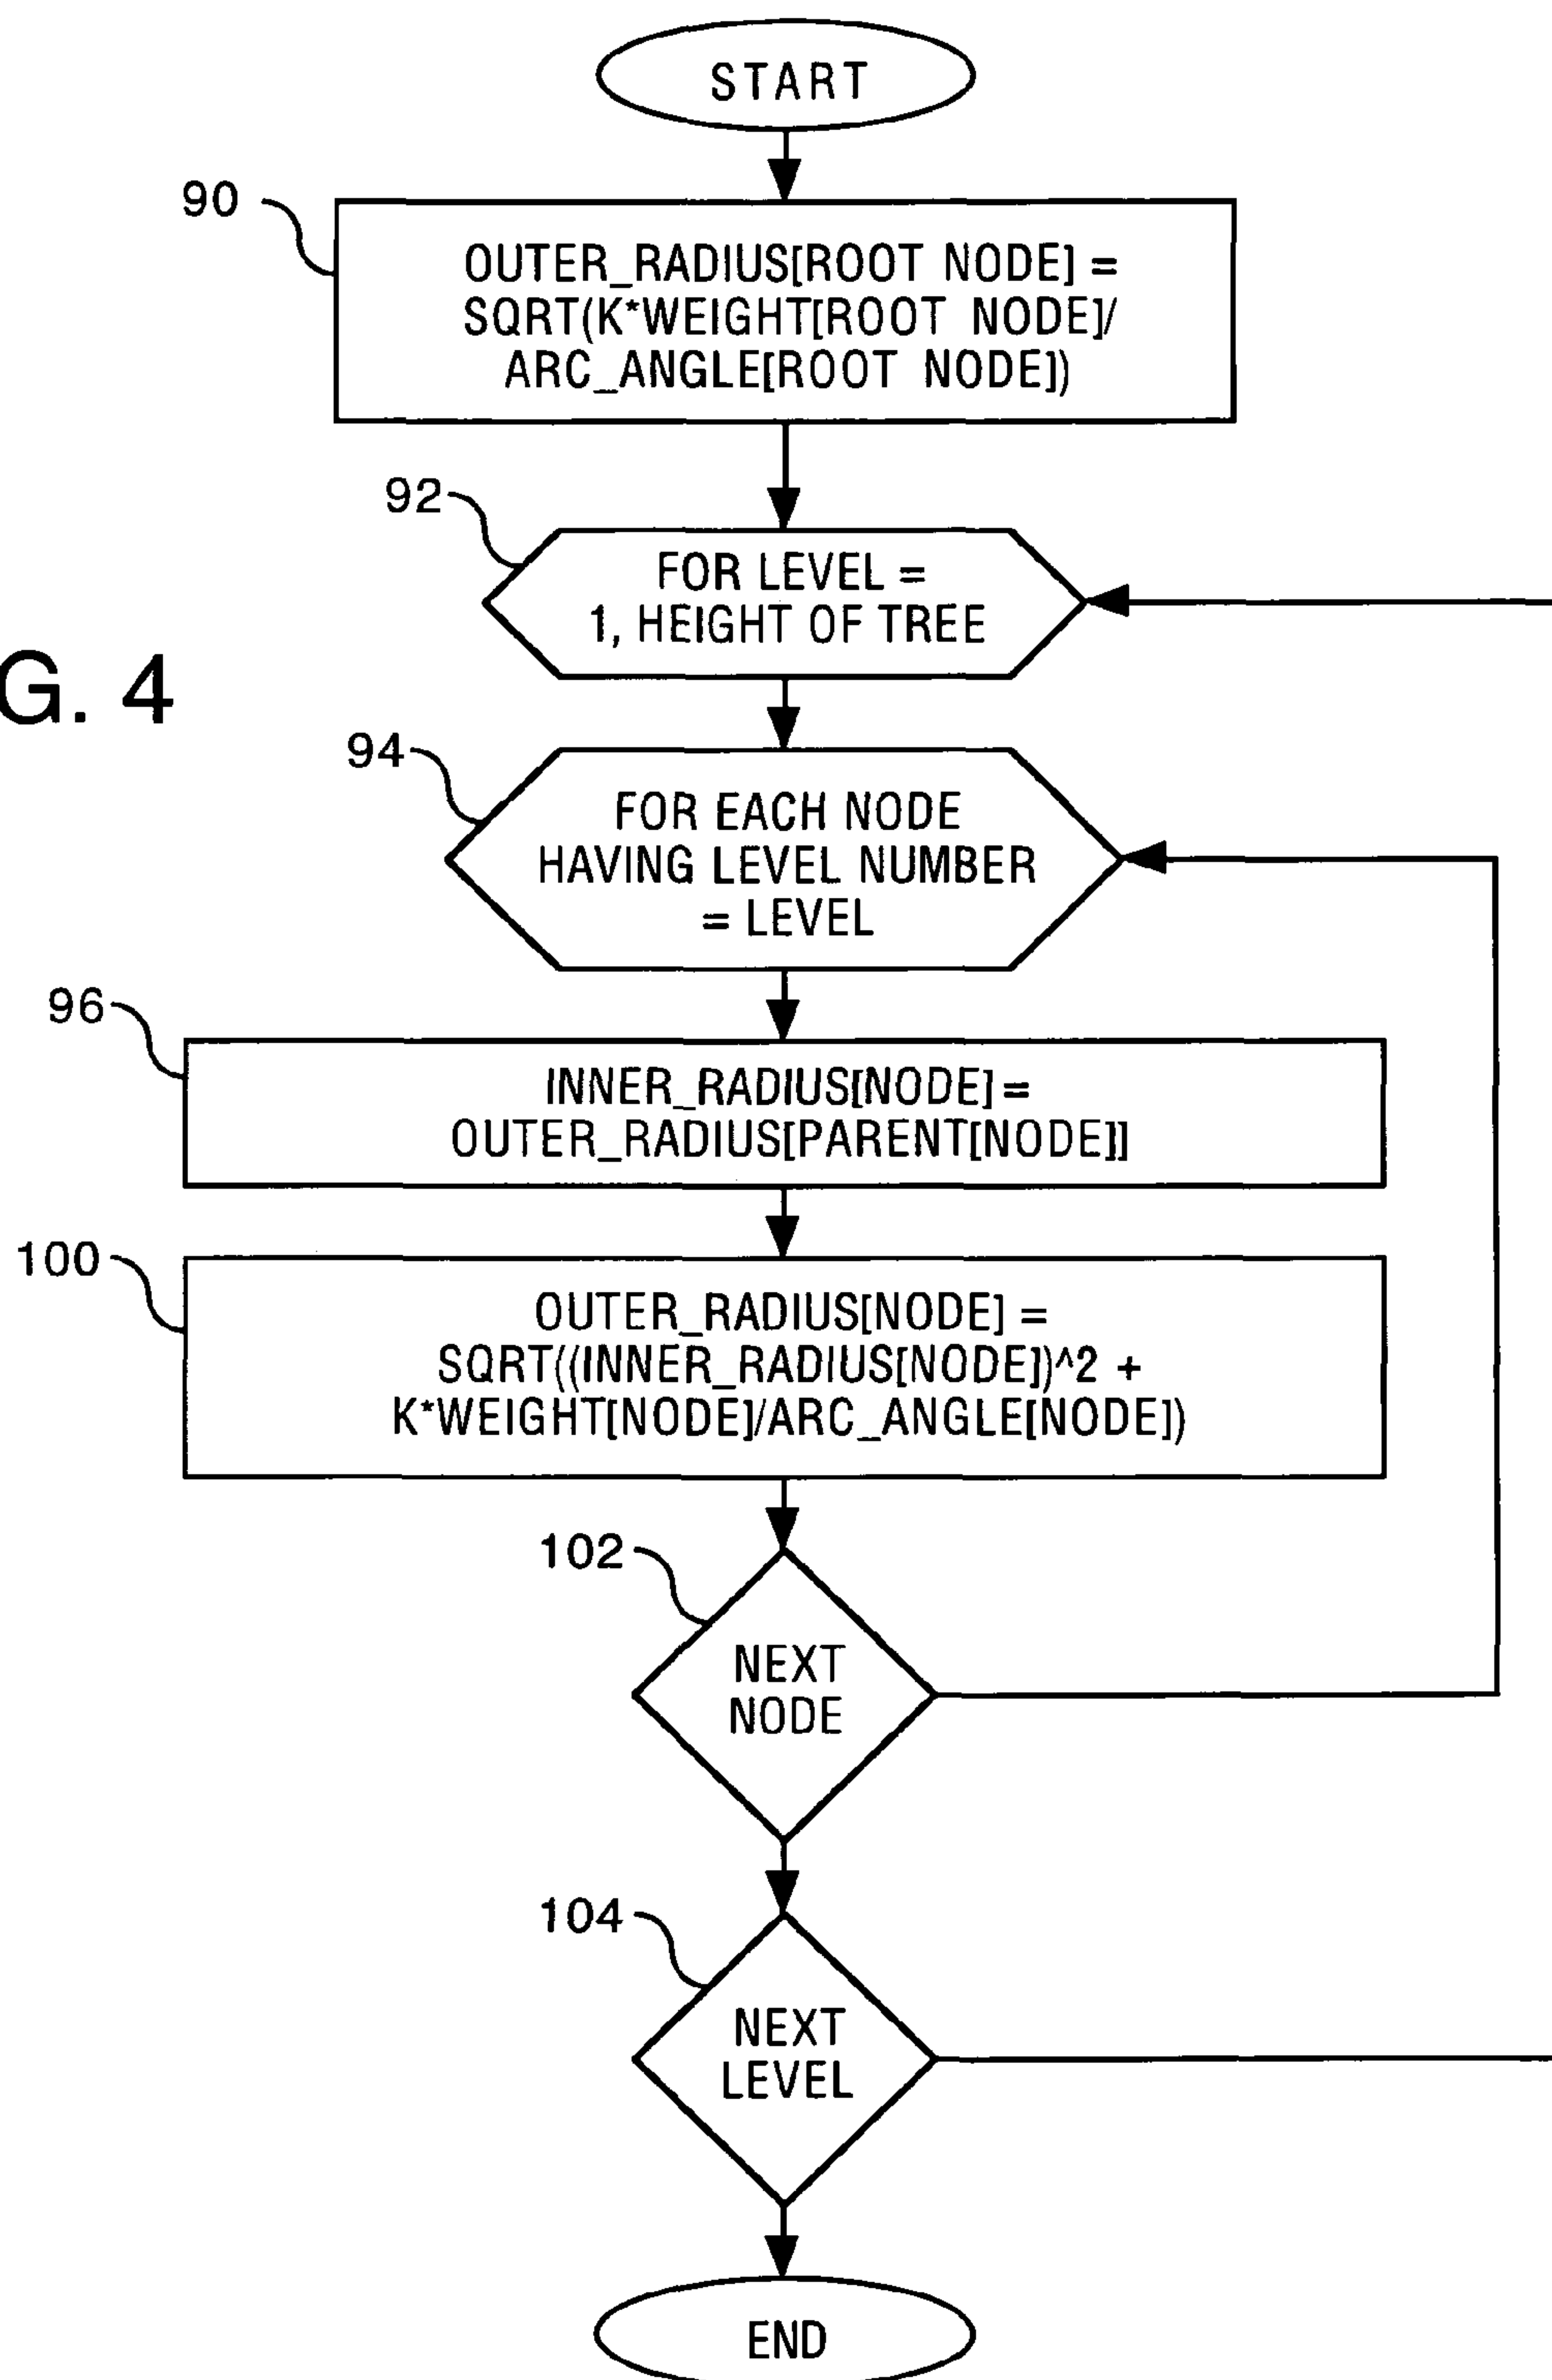 START
90
OUTER_RADIUS[ROOT NODE] =
SQRT(K*WEIGHT[ROOT NODE]/
ARC_ANGLE[ROOT NODE])
92
FOR LEVEL =
1, HEIGHT OF TREE
G. 4
94
FOR EACH NODE
HAVING LEVEL NUMBER
= LEVEL
96
INNER_RADIUS[NODE] =
OUTER_RADIUS[PARENT[NODE]]
100
OUTER_RADIUS[NODE] =
SQRT((INNER_RADIUS[NODE])^2 +
K*WEIGHT[NODE]/ARC_ANGLE[NODE])
102
NEXT
NODE
104
NEXT
LEVEL
END